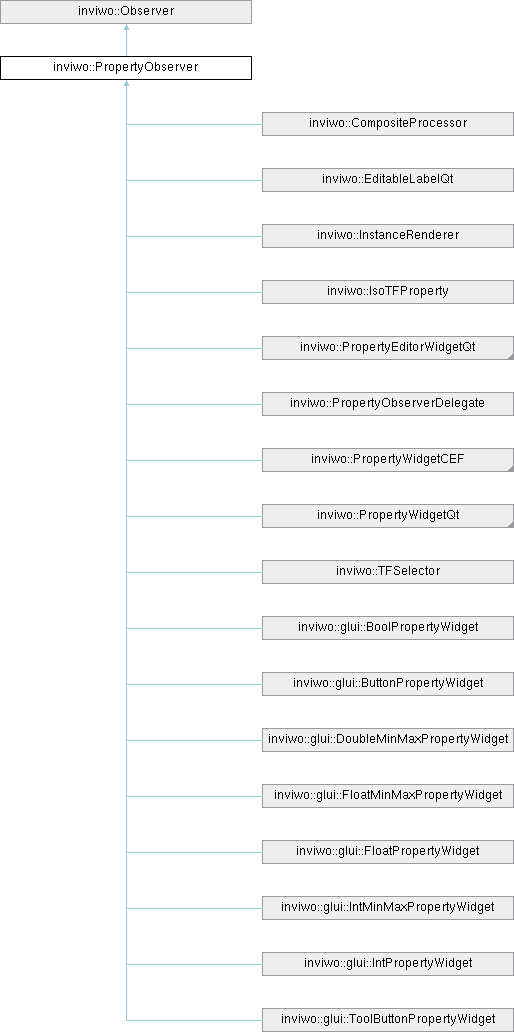 inviwo::Observer
inviwo::PropertyObserver
inviwo::CompositeProcessor
inviwo::EditableLabelQt
inviwo::InstanceRenderer
inviwo::IsoTFProperty
inviwo::PropertyEditorWidgetQt
inviwo::PropertyObserverDelegate
inviwo::PropertyWidgetCEF
inviwo::PropertyWidgetQt
inviwo::TFSelector
inviwo::glui::BoolPropertyWidget
inviwo::glui::ButtonPropertyWidget
inviwo::glui::DoubleMinMaxPropertyWidget
inviwo::glui::FloatMinMaxPropertyWidget
inviwo::glui::FloatPropertyWidget
inviwo::glui::IntMinMaxPropertyWidget
inviwo::glui::IntPropertyWidget
inviwo::glui::ToolButtonPropertyWidget